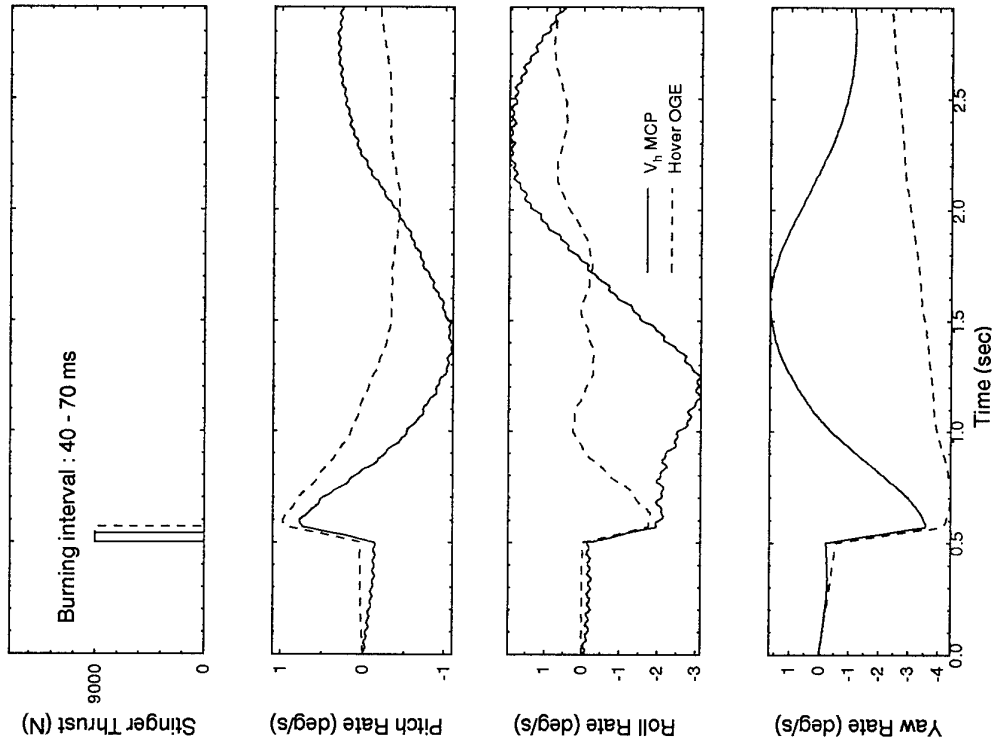 Stinger Thrust (N)
9000
0
Burning interval : 40 - 70 ms
Pitch Rate (deg/s)
1
0
-1
Roll Rate (deg/s)
1
0
-1
-2
-3
Vh MCP
Hover OGE
Yaw Rate (deg/s)
1
0
-1
-2
-3
-4
0.0
0.5
1.0
1.5
2.0
2.5
Time (sec)